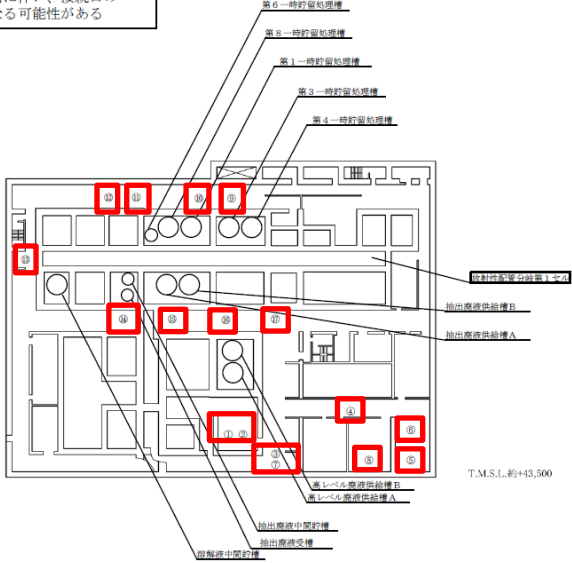 なる可能性がある
第６一時貯留処理槽
第８一時貯留処理槽
第１一時貯留処理槽
第３一時貯留処理槽
第４一時貯留処理槽
⑫ ⑪ ⑩ ⑨
⑬
放射性配管分岐第１セル
抽出廃液供給槽B
抽出廃液供給槽A
⑭ ⑮ ⑯ ⑰
④
① ②
⑥
③
⑦
⑧ ⑤
T.M.S.L.約+43,500
高レベル廃液供給槽B
高レベル廃液供給槽A
抽出廃液中間貯槽
抽出廃液受槽
溶解液中間貯槽